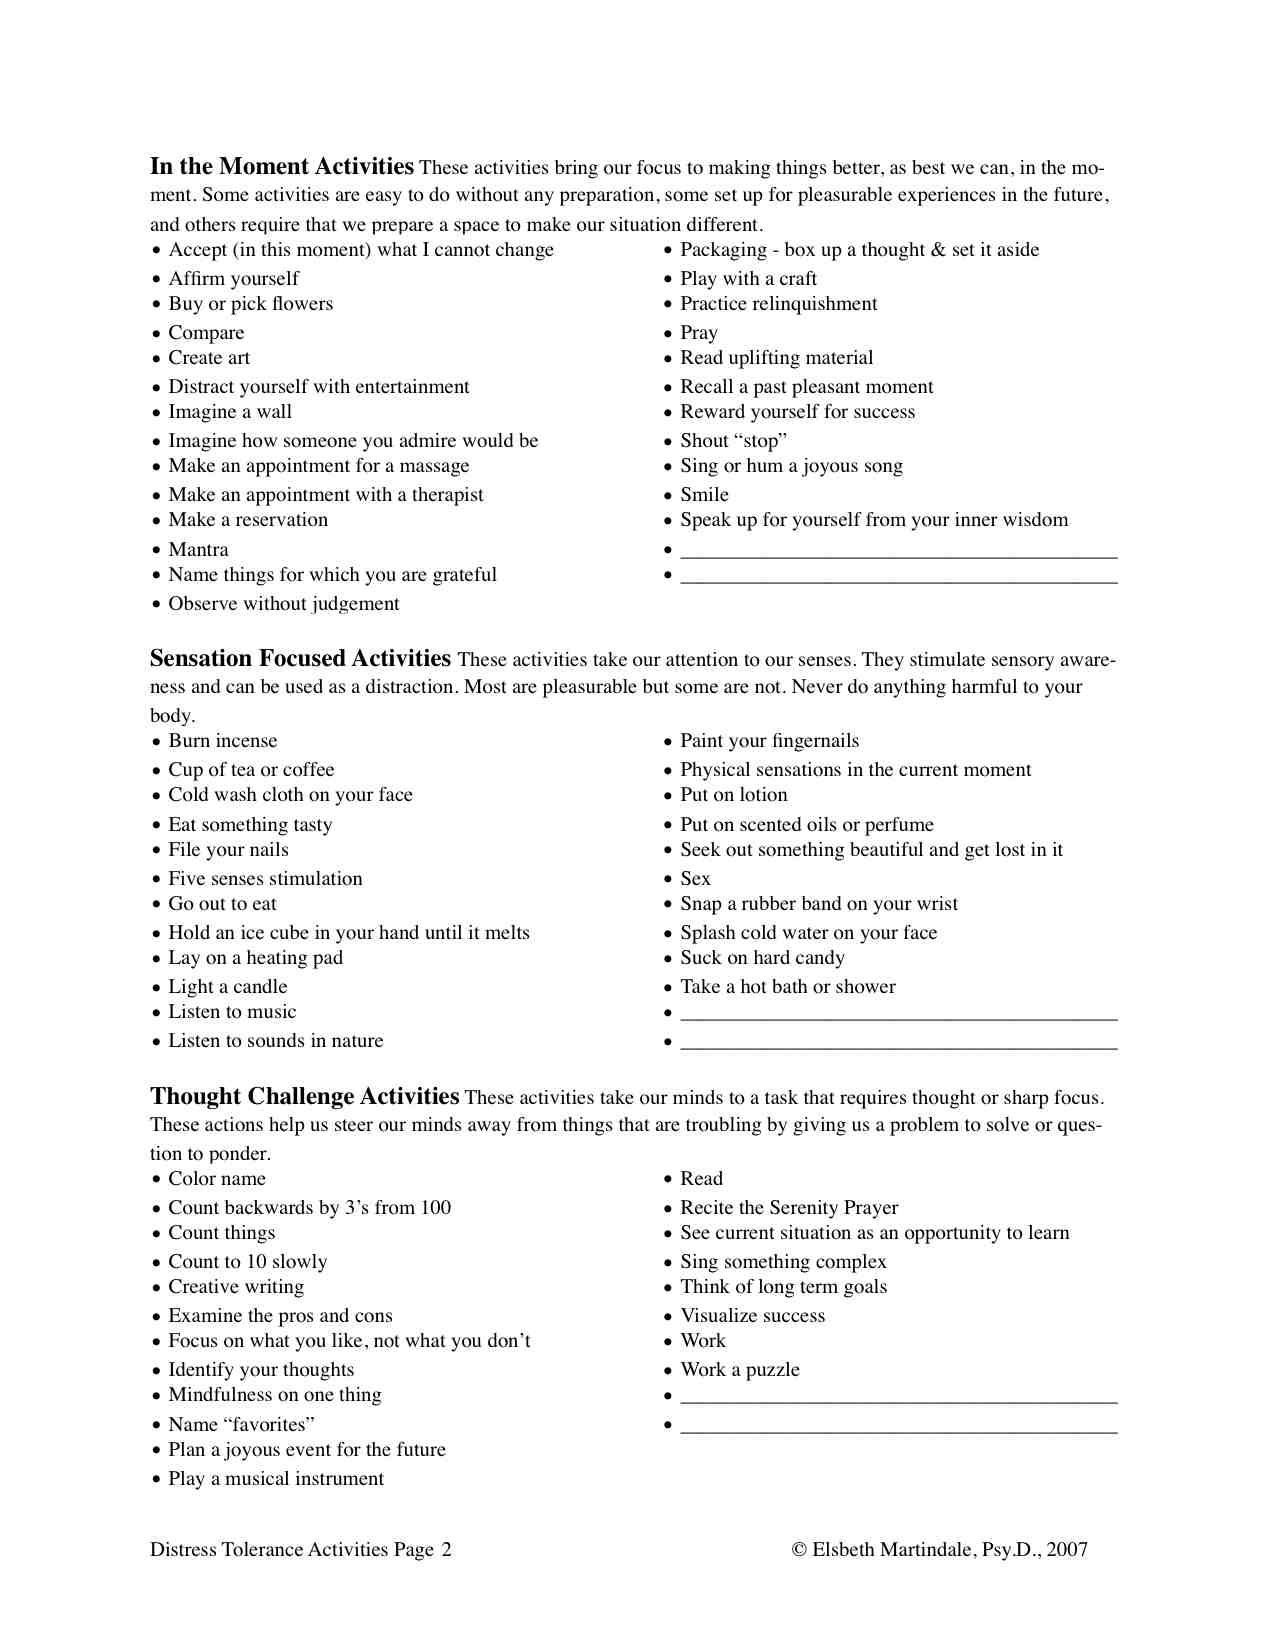 In the Moment Activities These activities bring our focus to making things better, as best we can, in the mo-
ment. Some activities are easy to do without any preparation, some set up for pleasurable experiences in the future,
and others require that we prepare a space to make our situation different.
• Accept (in this moment) what I cannot change
• Affirm yourself
• Buy or pick flowers
• Compare
• Create art
• Distract yourself with entertainment
• Imagine a wall
• Imagine how someone you admire would be
• Make an appointment for a massage
• Make an appointment with a therapist
• Make a reservation
• Mantra
• Name things for which you are grateful
• Observe without judgement
• Packaging - box up a thought & set it aside
• Play with a craft
• Practice relinquishment
• Pray
• Read uplifting material
• Recall a past pleasant moment
• Reward yourself for success
• Shout “stop”
• Sing or hum a joyous song
• Smile
• Speak up for yourself from your inner wisdom
• ________________________________________
• ________________________________________
Sensation Focused Activities These activities take our attention to our senses. They stimulate sensory aware-
ness and can be used as a distraction. Most are pleasurable but some are not. Never do anything harmful to your
body.
• Burn incense
• Cup of tea or coffee
• Cold wash cloth on your face
• Eat something tasty
• File your nails
• Five senses stimulation
• Go out to eat
• Hold an ice cube in your hand until it melts
• Lay on a heating pad
• Light a candle
• Listen to music
• Listen to sounds in nature
• Paint your fingernails
• Physical sensations in the current moment
• Put on lotion
• Put on scented oils or perfume
• Seek out something beautiful and get lost in it
• Sex
• Snap a rubber band on your wrist
• Splash cold water on your face
• Suck on hard candy
• Take a hot bath or shower
• ________________________________________
• ________________________________________
Thought Challenge Activities These activities take our minds to a task that requires thought or sharp focus.
These actions help us steer our minds away from things that are troubling by giving us a problem to solve or ques-
tion to ponder.
• Color name
• Count backwards by 3’s from 100
• Count things
• Count to 10 slowly
• Creative writing
• Examine the pros and cons
• Focus on what you like, not what you don’t
• Identify your thoughts
• Mindfulness on one thing
• Name “favorites”
• Plan a joyous event for the future
• Play a musical instrument
• Read
• Recite the Serenity Prayer
• See current situation as an opportunity to learn
• Sing something complex
• Think of long term goals
• Visualize success
• Work
• Work a puzzle
• ________________________________________
• ________________________________________
Distress Tolerance Activities Page 2
© Elsbeth Martindale, Psy.D., 2007